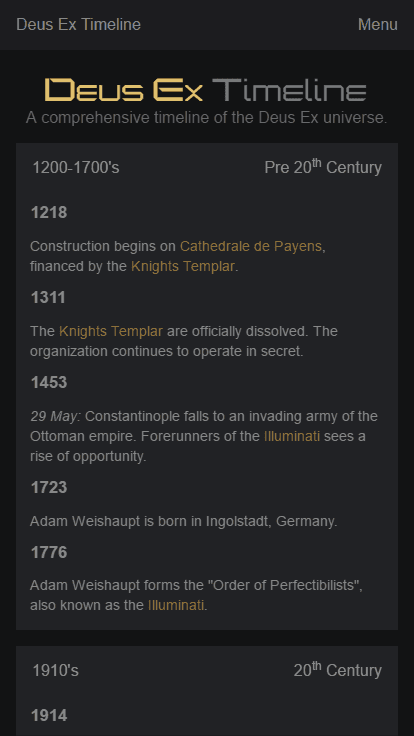 Deus Ex Timeline Menu
Deus Ex Timeline
A comprehensive timeline of the Deus Ex universe.
1200-1700's Pre 20th Century
1218
Construction begins on Cathedrale de Payens,
financed by the Knights Templar.
1311
The Knights Templar are officially dissolved. The
organization continues to operate in secret.
1453
29 May: Constantinople falls to an invading army of the
Ottoman empire. Forerunners of the Illuminati sees a
rise of opportunity.
1723
Adam Weishaupt is born in Ingolstadt, Germany.
1776
Adam Weishaupt forms the "Order of Perfectibilists",
also known as the Illuminati.
1910's 20th Century
1914